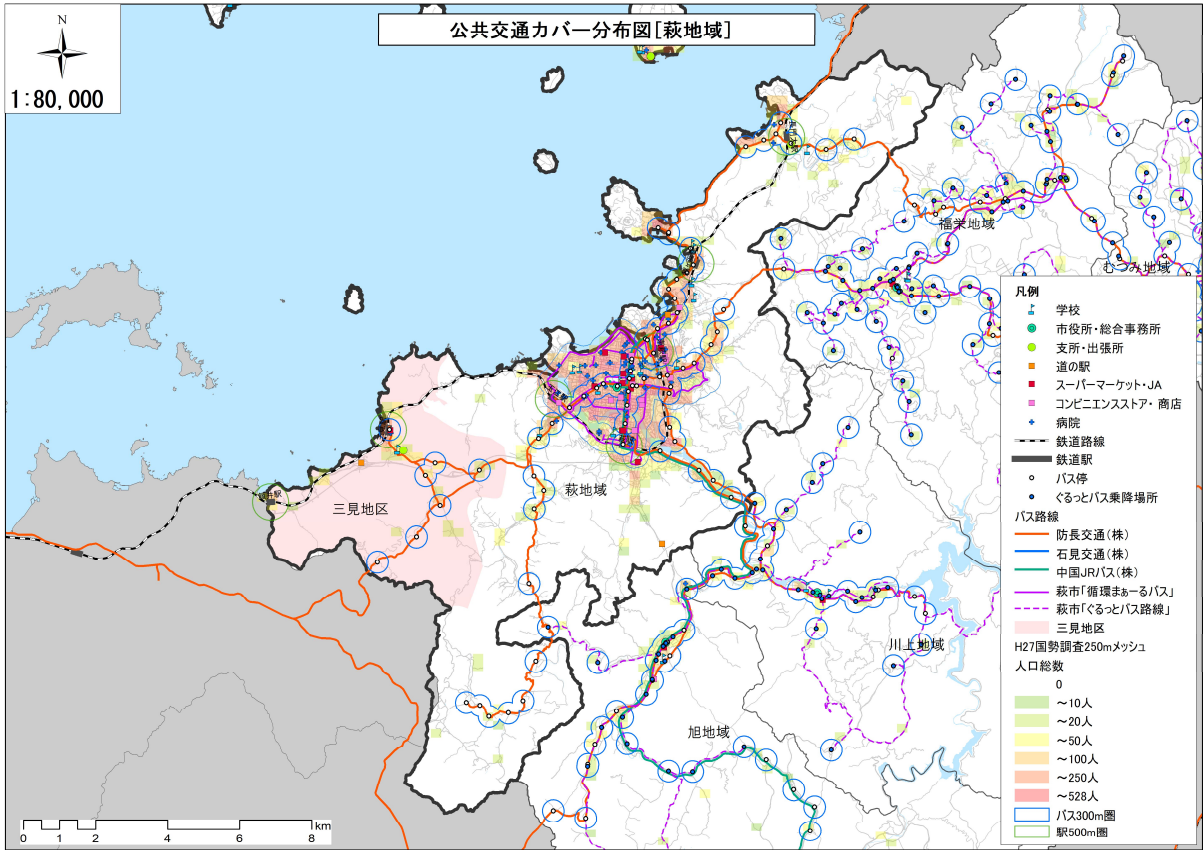 公共交通カバー分布図[萩地域]
N
1:80,000
福栄地域
むつみ地域
萩地域
三見地区
川上地域
旭地域
凡例
学校
市役所・総合事務所
支所・出張所
道の駅
スーパーマーケット・JA
コンビニエンスストア・商店
病院
鉄道路線
鉄道駅
バス停
ぐるっとバス乗降場所
バス路線
防長交通(株)
石見交通(株)
中国JRバス(株)
萩市「循環まぁーるバス」
萩市「ぐるっとバス路線」
三見地区
H27国勢調査250mメッシュ
人口総数
0
～10人
～20人
～50人
～100人
～250人
～528人
バス300m圏
駅500m圏
km
0 1 2 4 6 8